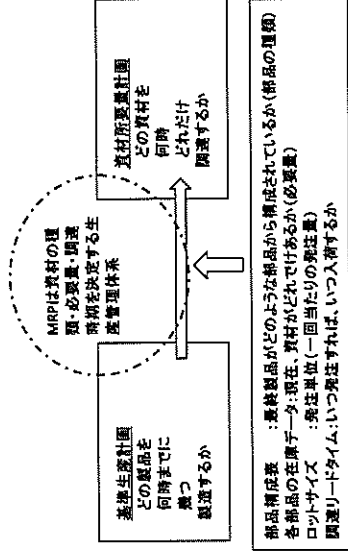 基準生産計画
どの製品を
何時までに
幾つ
製造するか
MRPは資材の種
類・必要量・調達
時期を決定する生
産管理体系
資材所要量計画
どの資材を
何時
どれだけ
調達するか
部品構成表　：最終製品がどのような部品から構成されているか(部品の種類)
各部品の在庫データ：現在、資材がどれでけあるか(必要量)
ロットサイズ　：発注単位(一回当たりの発注量)
調達リードタイム：いつ発注すれば、いつ入荷するか